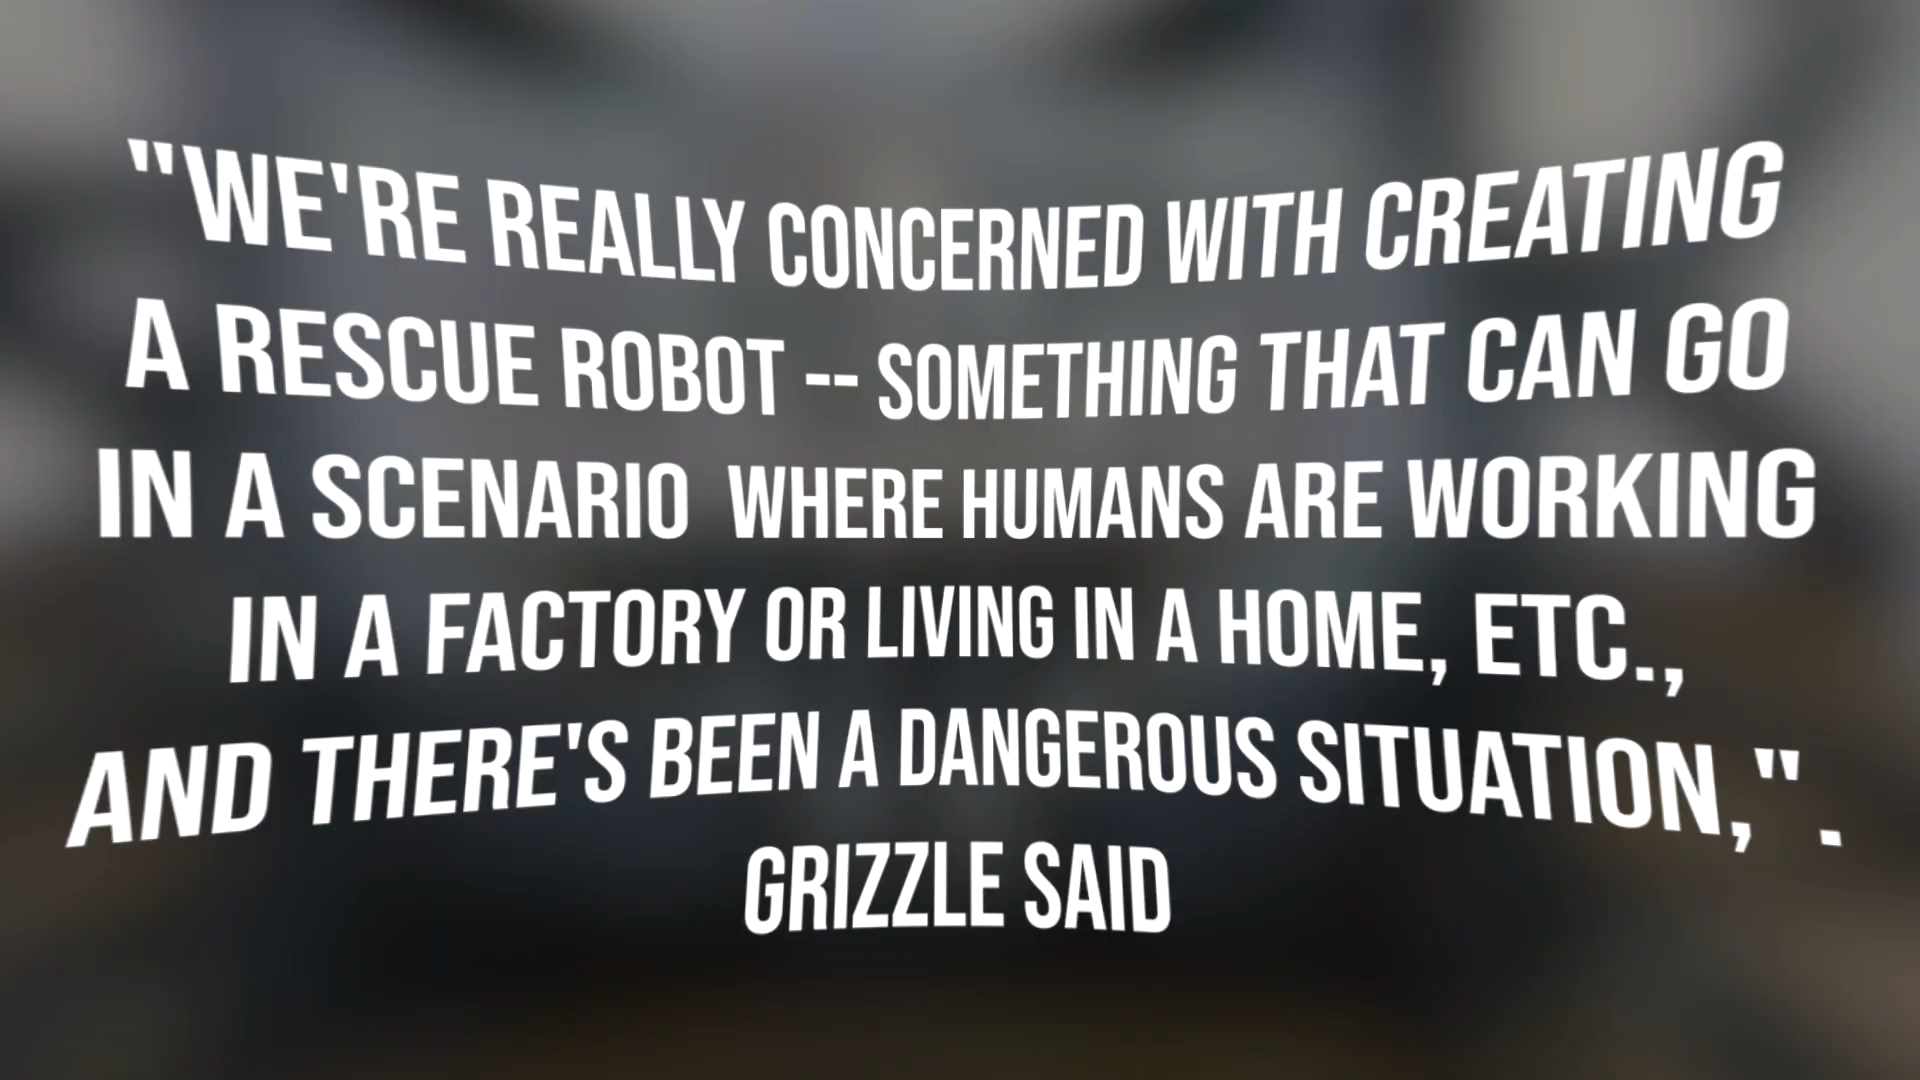 "WE'RE REALLY CONCERNED WITH CREATING
A RESCUE ROBOT -- SOMETHING THAT CAN GO
IN A SCENARIO  WHERE HUMANS ARE WORKING
IN A FACTORY OR LIVING IN A HOME, ETC.,
AND THERE'S BEEN A DANGEROUS SITUATION,".
GRIZZLE SAID